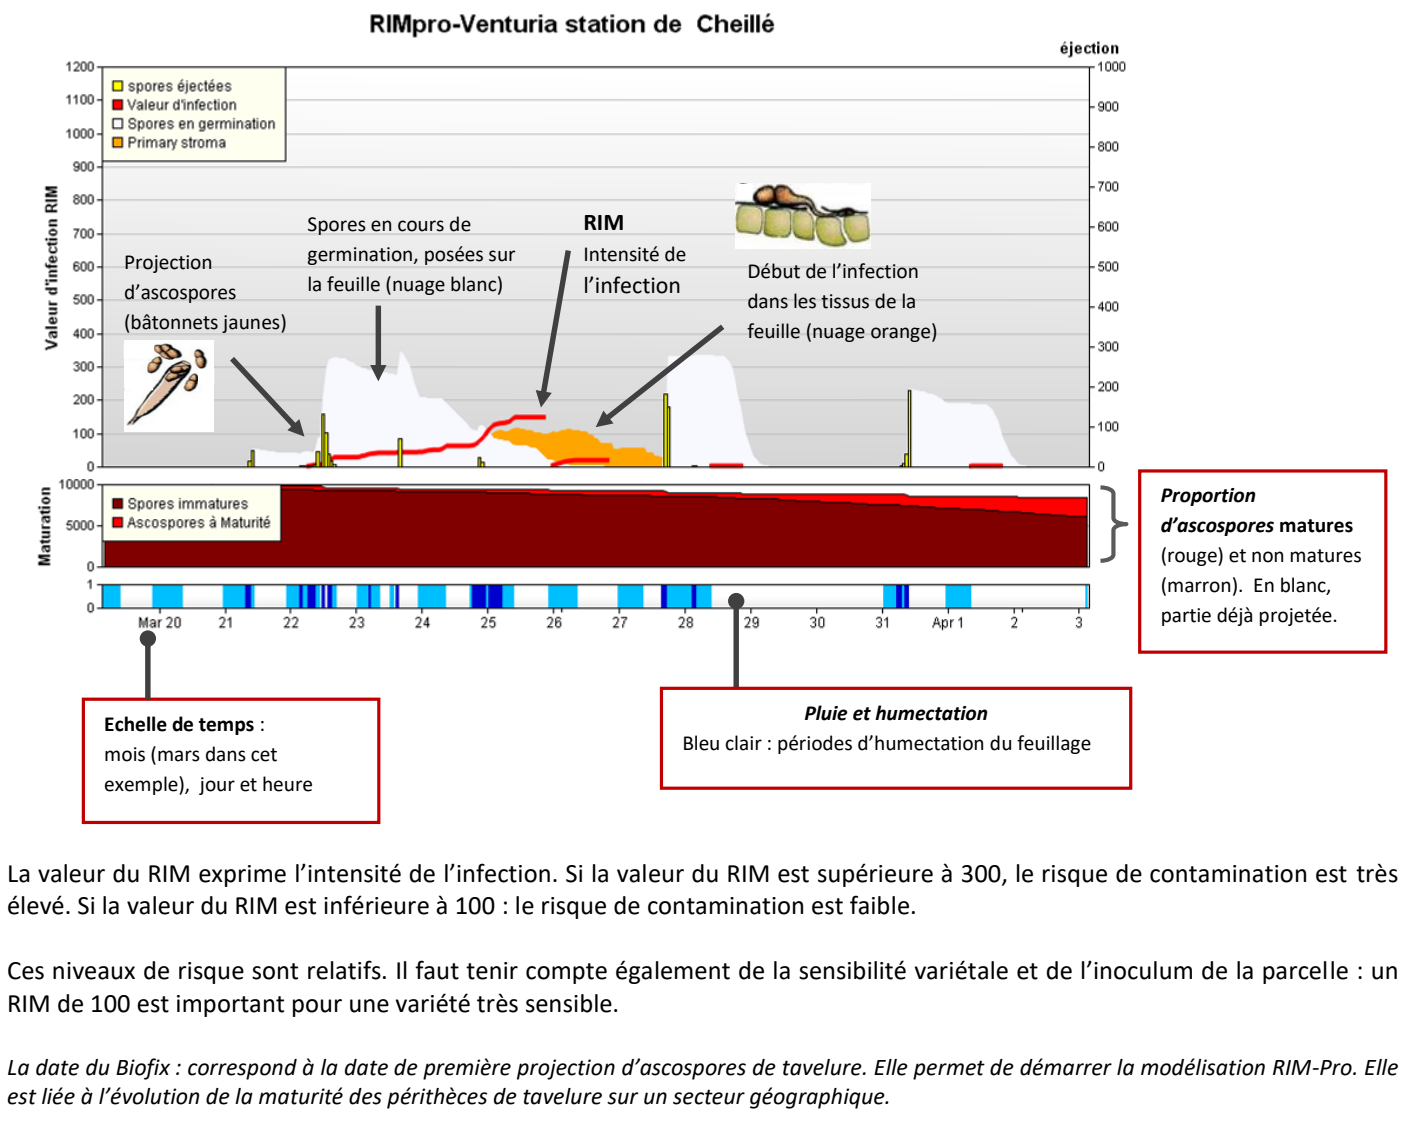 RIMpro-Venturia station de Cheillé
éjection
Valeur d'infection RIM
1200
1100
1000
900
800
700
600
500
400
300
200
100
0
1000
900
800
700
600
500
400
300
200
100
0
spores éjectées
Valeur d'infection
Spores en germination
Primary stroma
Projection
d'ascospores
(bâtonnets jaunes)
Spores en cours de
germination, posées sur
la feuille (nuage blanc)
RIM
Intensité de
l'infection
Début de l'infection
dans les tissus de la
feuille (nuage orange)
Maturation
10000
5000
0
Spores immatures
Ascospores à Maturité
1
0
Mar 20 21 22 23 24 25 26 27 28 29 30 31 Apr 1 2 3
Proportion
d'ascospores matures
(rouge) et non matures
(marron). En blanc,
partie déjà projetée.
Echelle de temps :
mois (mars dans cet
exemple), jour et heure
Pluie et humectation
Bleu clair : périodes d'humectation du feuillage
La valeur du RIM exprime l'intensité de l'infection. Si la valeur du RIM est supérieure à 300, le risque de contamination est très
élevé. Si la valeur du RIM est inférieure à 100 : le risque de contamination est faible.
Ces niveaux de risque sont relatifs. Il faut tenir compte également de la sensibilité variétale et de l'inoculum de la parcelle : un
RIM de 100 est important pour une variété très sensible.
La date du Biofix : correspond à la date de première projection d'ascospores de tavelure. Elle permet de démarrer la modélisation RIM-Pro. Elle
est liée à l'évolution de la maturité des périthèces de tavelure sur un secteur géographique.